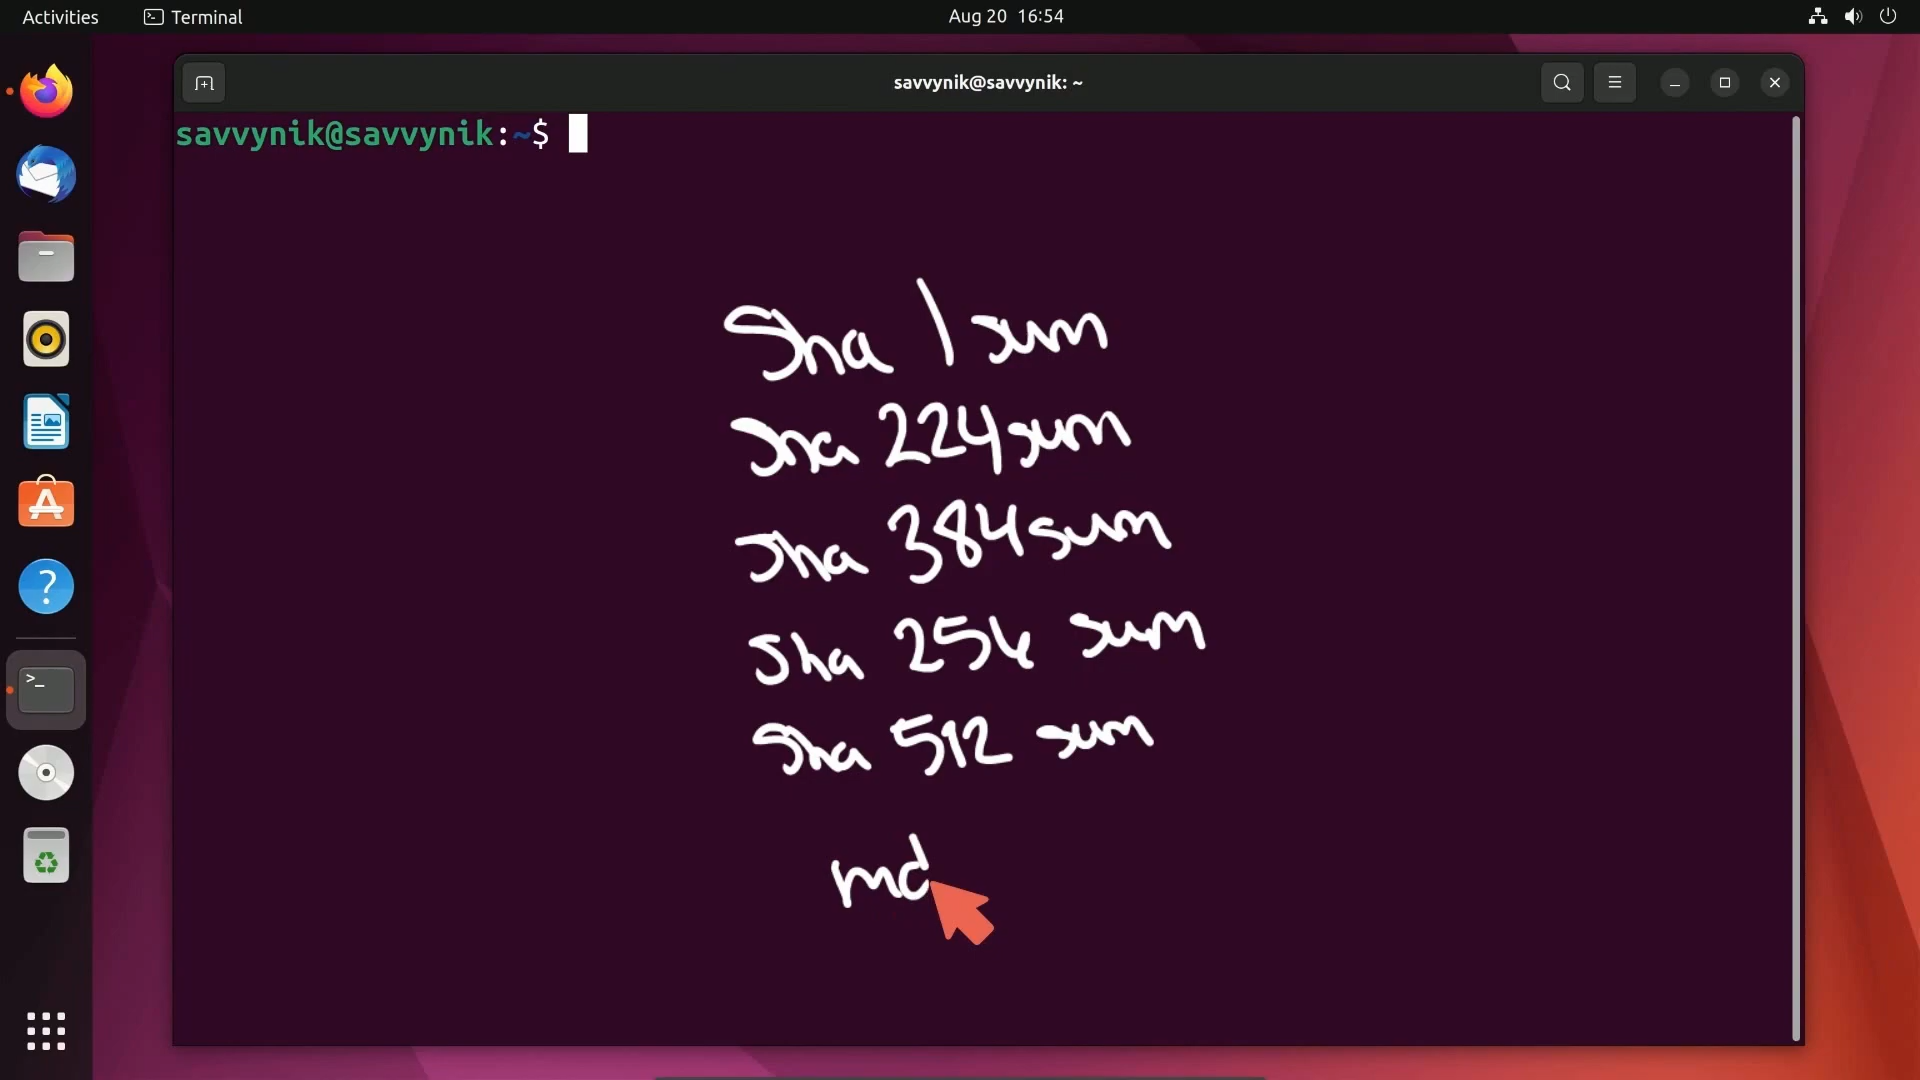 Activities Terminal Aug 20 16:54
savvynik@savvynik: ~
savvynik@savvynik:~$
Sha 1 sum
Sha 224 sum
Sha 384 sum
Sha 256 sum
Sha 512 sum
md